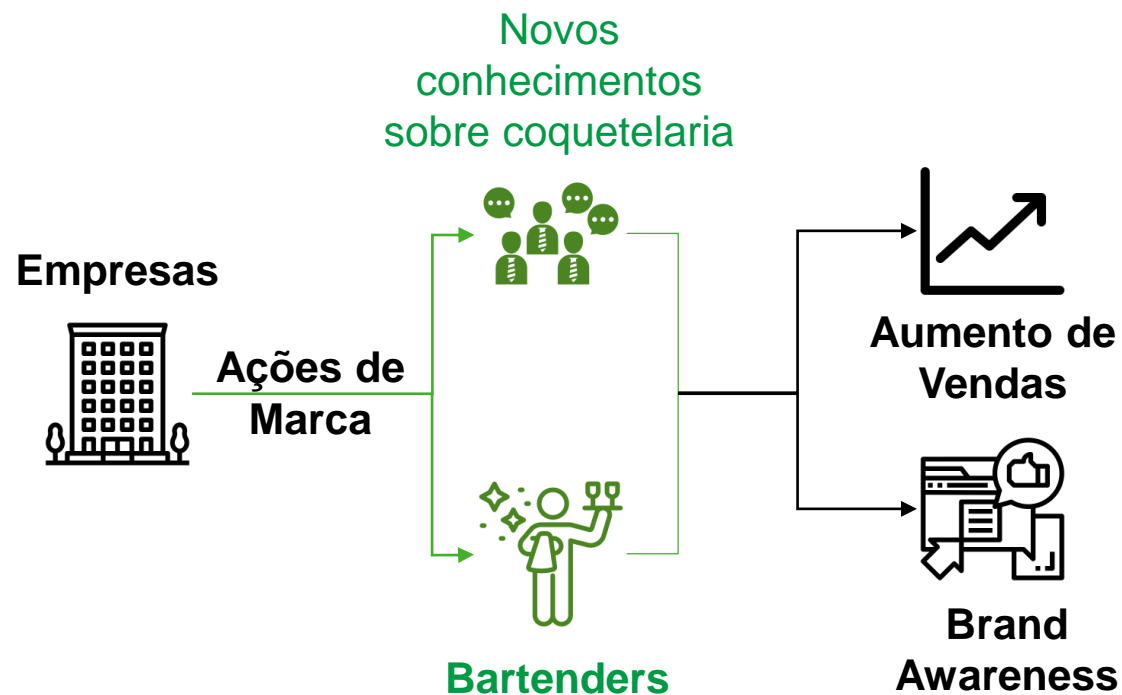 Novos
conhecimentos
sobre coquetelaria
Empresas
Ações de
Marca
Aumento de
Vendas
Bartenders
Brand
Awareness